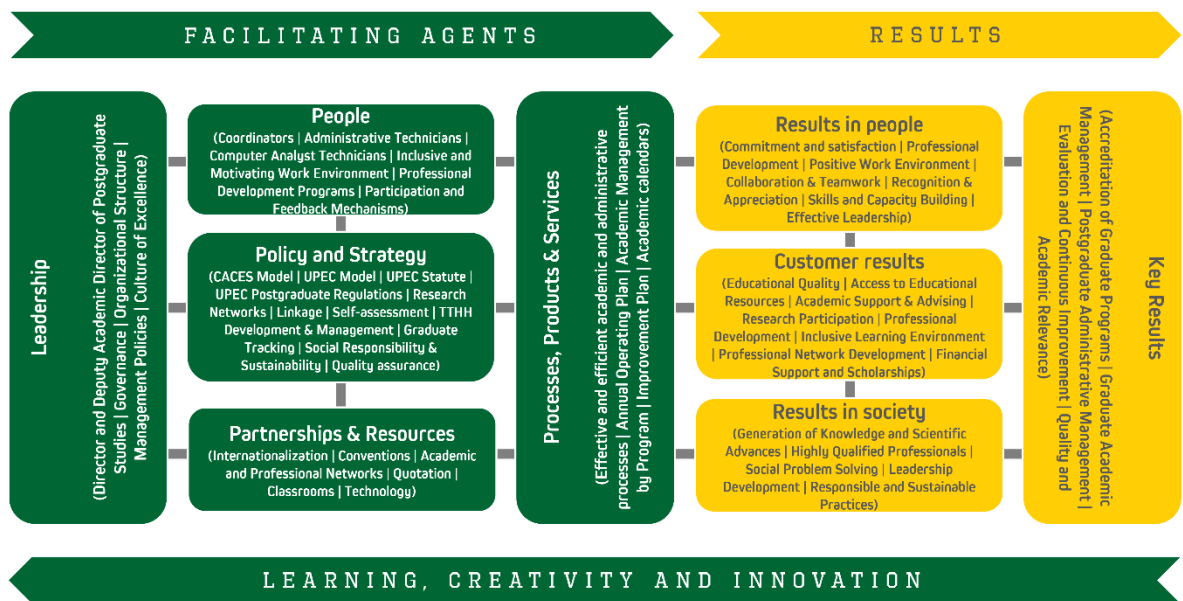 FACILITATING AGENTS
RESULTS
Leadership
(Director and Deputy Academic Director of Postgraduate
Studies | Governance | Organizational Structure |
Management Policies | Culture of Excellence)
People
(Coordinators | Administrative Technicians |
Computer Analyst Technicians | Inclusive and
Motivating Work Environment | Professional
Development Programs | Participation and
Feedback Mechanisms)
Policy and Strategy
(CACES Model | UPEC Model | UPEC Statute |
UPEC Postgraduate Regulations | Research
Networks | Linkage | Self-assessment | TTHH
Development & Management | Graduate
Tracking | Social Responsibility &
Sustainability | Quality assurance)
Partnerships & Resources
(Internationalization | Conventions | Academic
and Professional Networks | Quotation |
Classrooms | Technology)
Processes, Products & Services
(Effective and efficient academic and administrative
processes | Annual Operating Plan | Academic Management
by Program | Improvement Plan | Academic calendars)
Results in people
(Commitment and satisfaction | Professional
Development | Positive Work Environment |
Collaboration & Teamwork | Recognition &
Appreciation | Skills and Capacity Building |
Effective Leadership)
Customer results
(Educational Quality | Access to Educational
Resources | Academic Support & Advising |
Research Participation | Professional
Development | Inclusive Learning Environment
| Professional Network Development | Financial
Support and Scholarships)
Results in society
(Generation of Knowledge and Scientific
Advances | Highly Qualified Professionals |
Social Problem Solving | Leadership
Development | Responsible and Sustainable
Practices)
Key Results
(Accreditation of Graduate Programs | Graduate Academic
Management | Postgraduate Administrative Management |
Evaluation and Continuous Improvement | Quality and
Academic Relevance)
LEARNING, CREATIVITY AND INNOVATION